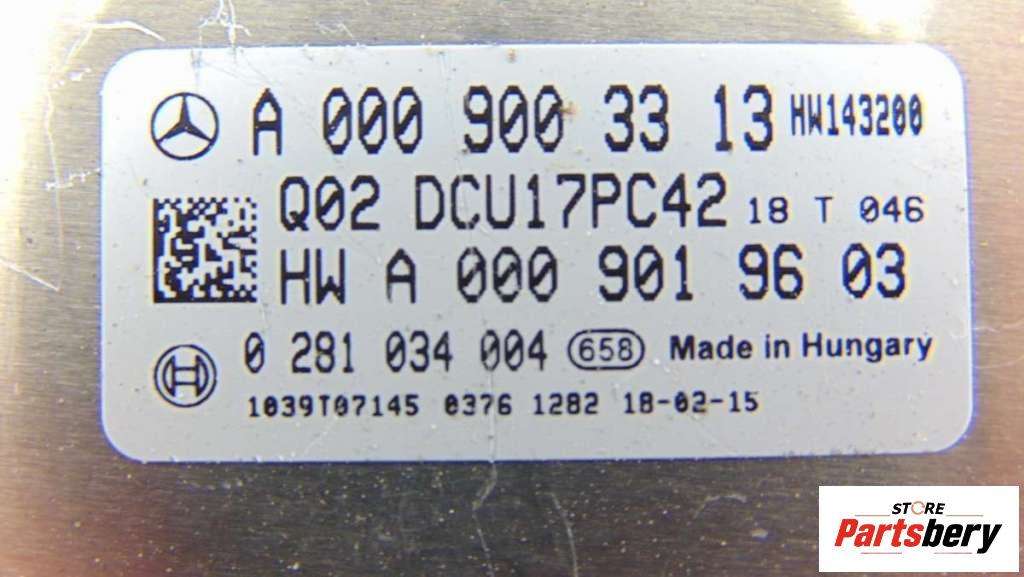 A 000 900 33 13 HW143200
Q02 DCU17PC42 18 T 046
HW A 000 901 96 03
0 281 034 004 658 Made in Hungary
1039T07145 0376 1282 18-02-15
STORE
Partsbery